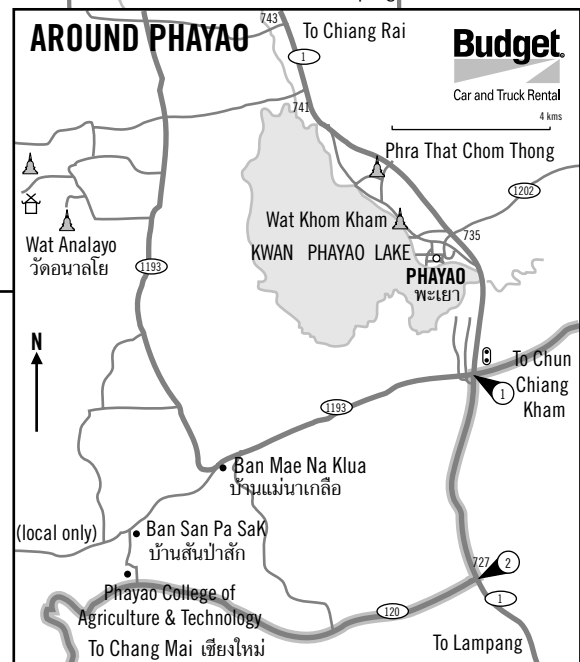 AROUND PHAYAO
743
To Chiang Rai
1
Budget.
Car and Truck Rental
4 kms
741
Phra That Chom Thong
1202
Wat Khom Kham
735
KWAN PHAYAO LAKE
PHAYAO
พะเยา
Wat Analayo
วัดอนาลโย
1193
N
To Chun
Chiang
Kham
1
1193
Ban Mae Na Klua
บ้านแม่นาเกลือ
(local only)
Ban San Pa SaK
บ้านสันป่าสัก
727
2
Phayao College of
Agriculture & Technology
120
1
To Chang Mai เชียงใหม่
To Lampang